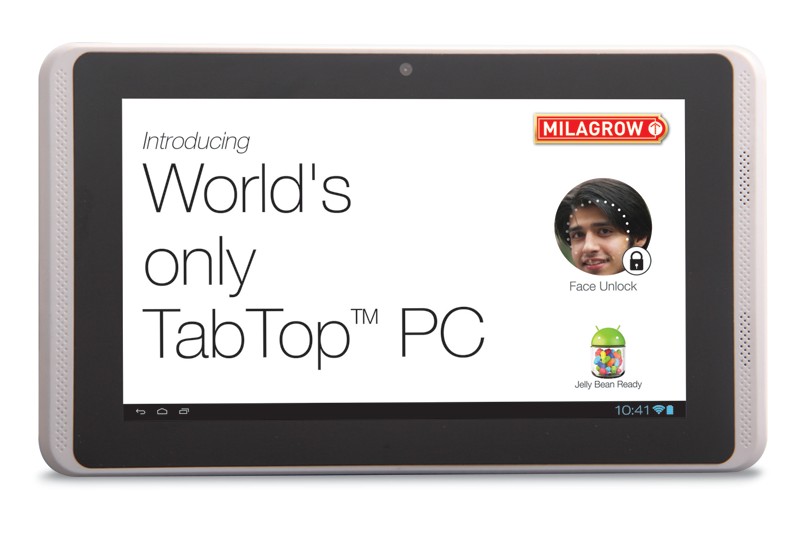 Introducing
World's
only
TabTop™ PC
MILAGROW
Face Unlock
Jelly Bean Ready
10:41